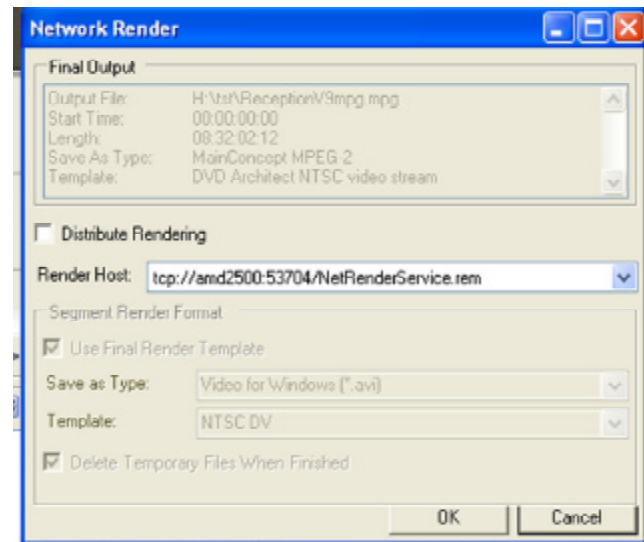 Network Render
Final Output
Output File: H:\tst\ReceptionV9mpg.mpg
Start Time: 00:00:00:00
Length: 08:32:02:12
Save As Type: MainConcept MPEG 2
Template: DVD Architect NTSC video stream
Distribute Rendering
Render Host: tcp://amd2500:53704/NetRenderService.rem
Segment Render Format
Use Final Render Template
Save as Type: Video for Windows (*.avi)
Template: NTSC DV
Delete Temporary Files When Finished
OK Cancel